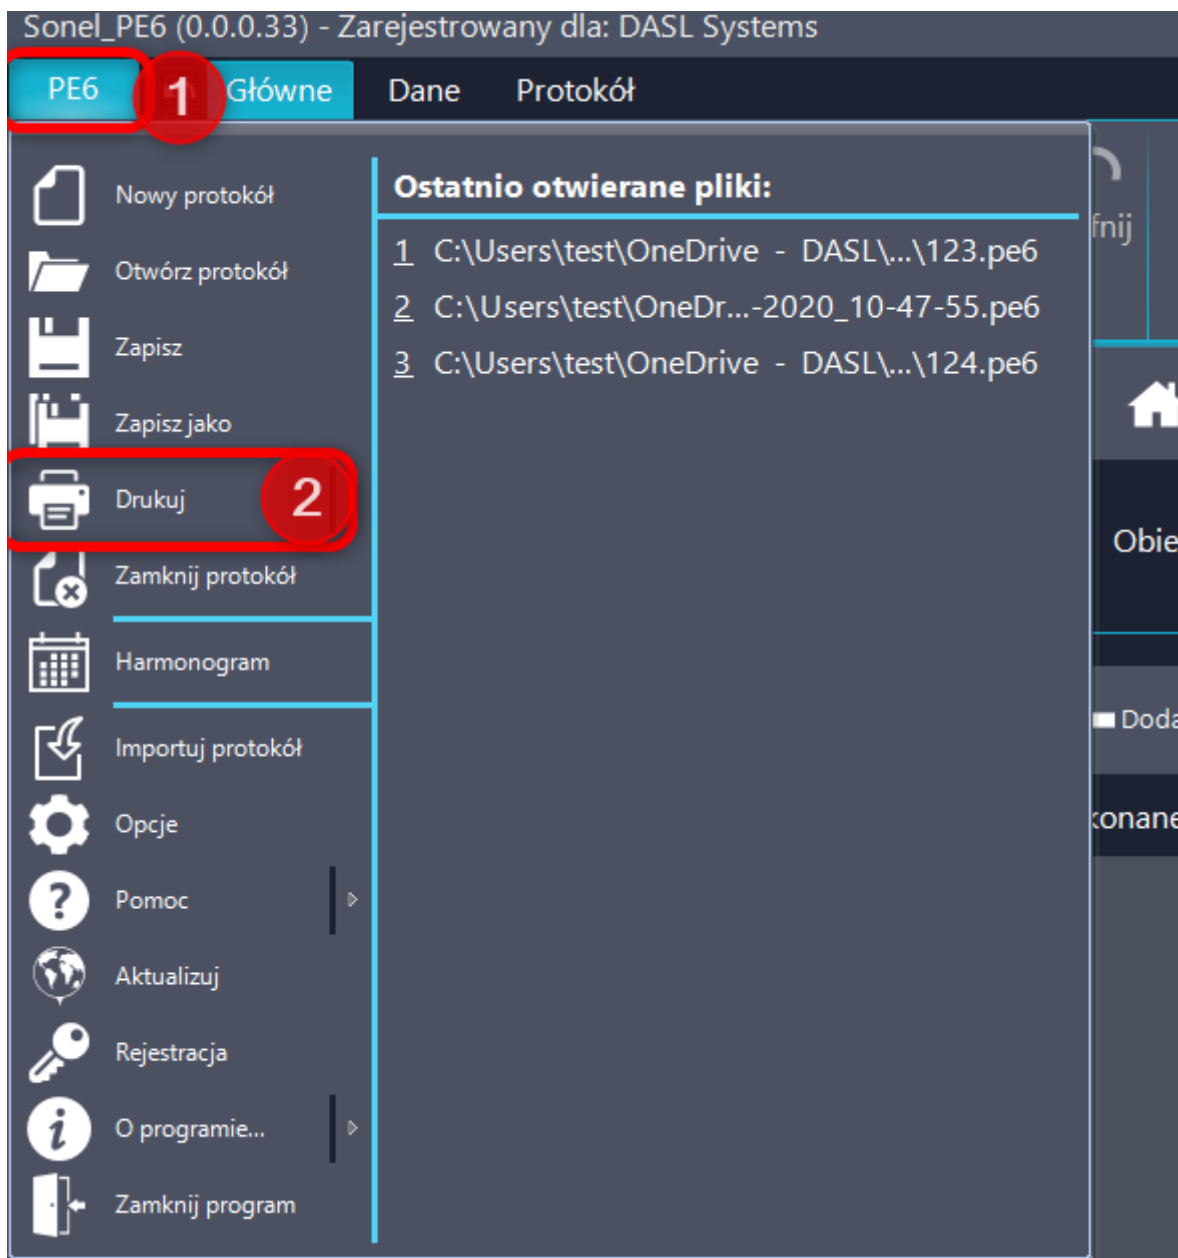 Sonel_PE6 (0.0.0.33) - Zarejestrowany dla: DASL Systems
PE6 1 Główne Dane Protokół
Nowy protokół
Otwórz protokół
Zapisz
Zapisz jako
Drukuj 2
Zamknij protokół
Harmonogram
Importuj protokół
Opcje
Pomoc
Aktualizuj
Rejestracja
O programie...
Zamknij program
Ostatnio otwierane pliki:
1 C:\Users\test\OneDrive - DASL\...\123.pe6
2 C:\Users\test\OneDr...-2020_10-47-55.pe6
3 C:\Users\test\OneDrive - DASL\...\124.pe6
fnij
Obie
Doda
konane